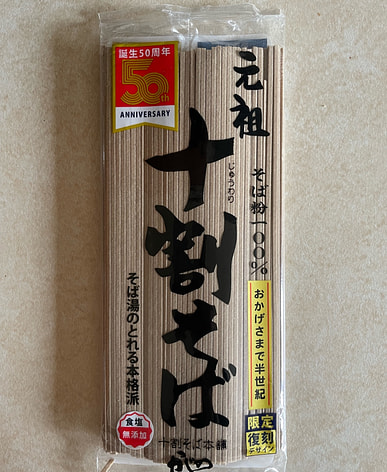 誕生50周年
50th
ANNIVERSARY
元祖
十割そば
じゅうわり
そば粉一〇〇％
おかげさまで半世紀
そば湯のとれる本格派
食塩
無添加
限定
復刻
デザイン
十割そば本舗